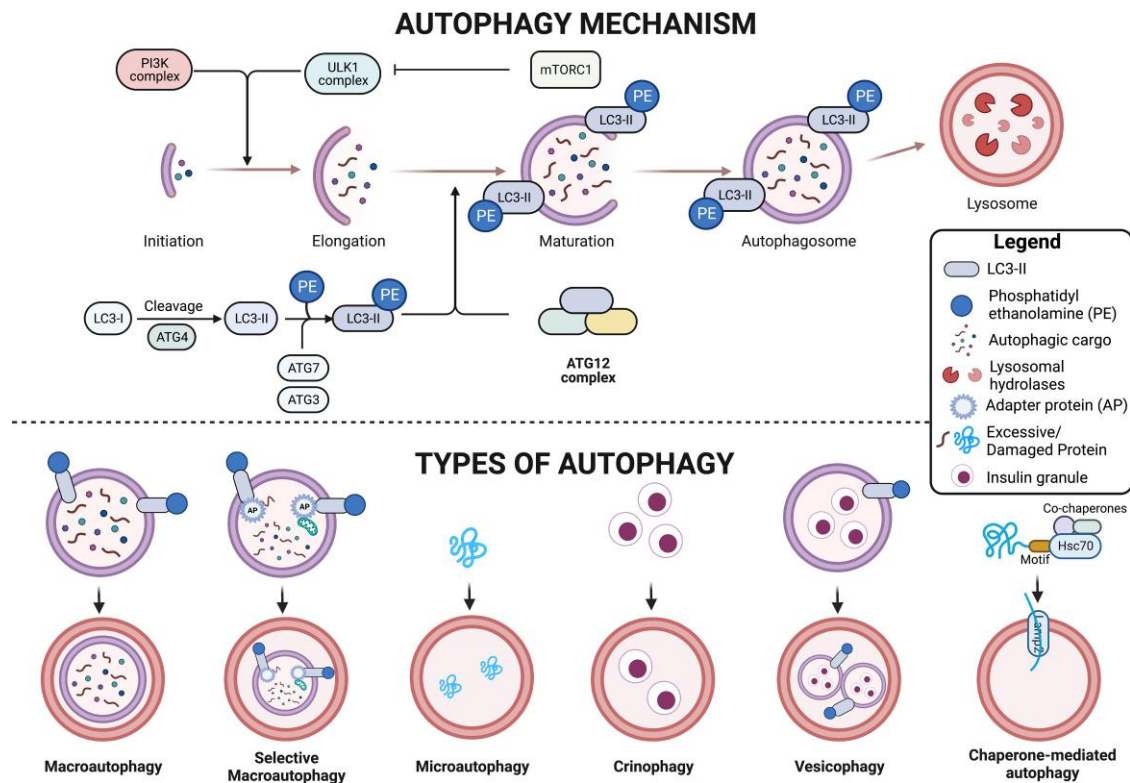 AUTOPHAGY MECHANISM
PI3K
complex
ULK1
complex
mTORC1
PE
LC3-II
LC3-II
PE
PE
LC3-II
LC3-II
PE
Initiation
Elongation
Maturation
Autophagosome
Lysosome
LC3-I
Cleavage
ATG4
LC3-II
PE
ATG7
ATG3
PE
LC3-II
ATG12
complex
Legend
LC3-II
Phosphatidyl
ethanolamine (PE)
Autophagic cargo
Lysosomal
hydrolases
Adapter protein (AP)
Excessive/
Damaged Protein
Insulin granule
TYPES OF AUTOPHAGY
AP
AP
Co-chaperones
Hsc70
Motif
Lamp2
Macroautophagy
Selective
Macroautophagy
Microautophagy
Crinophagy
Vesicophagy
Chaperone-mediated
autophagy